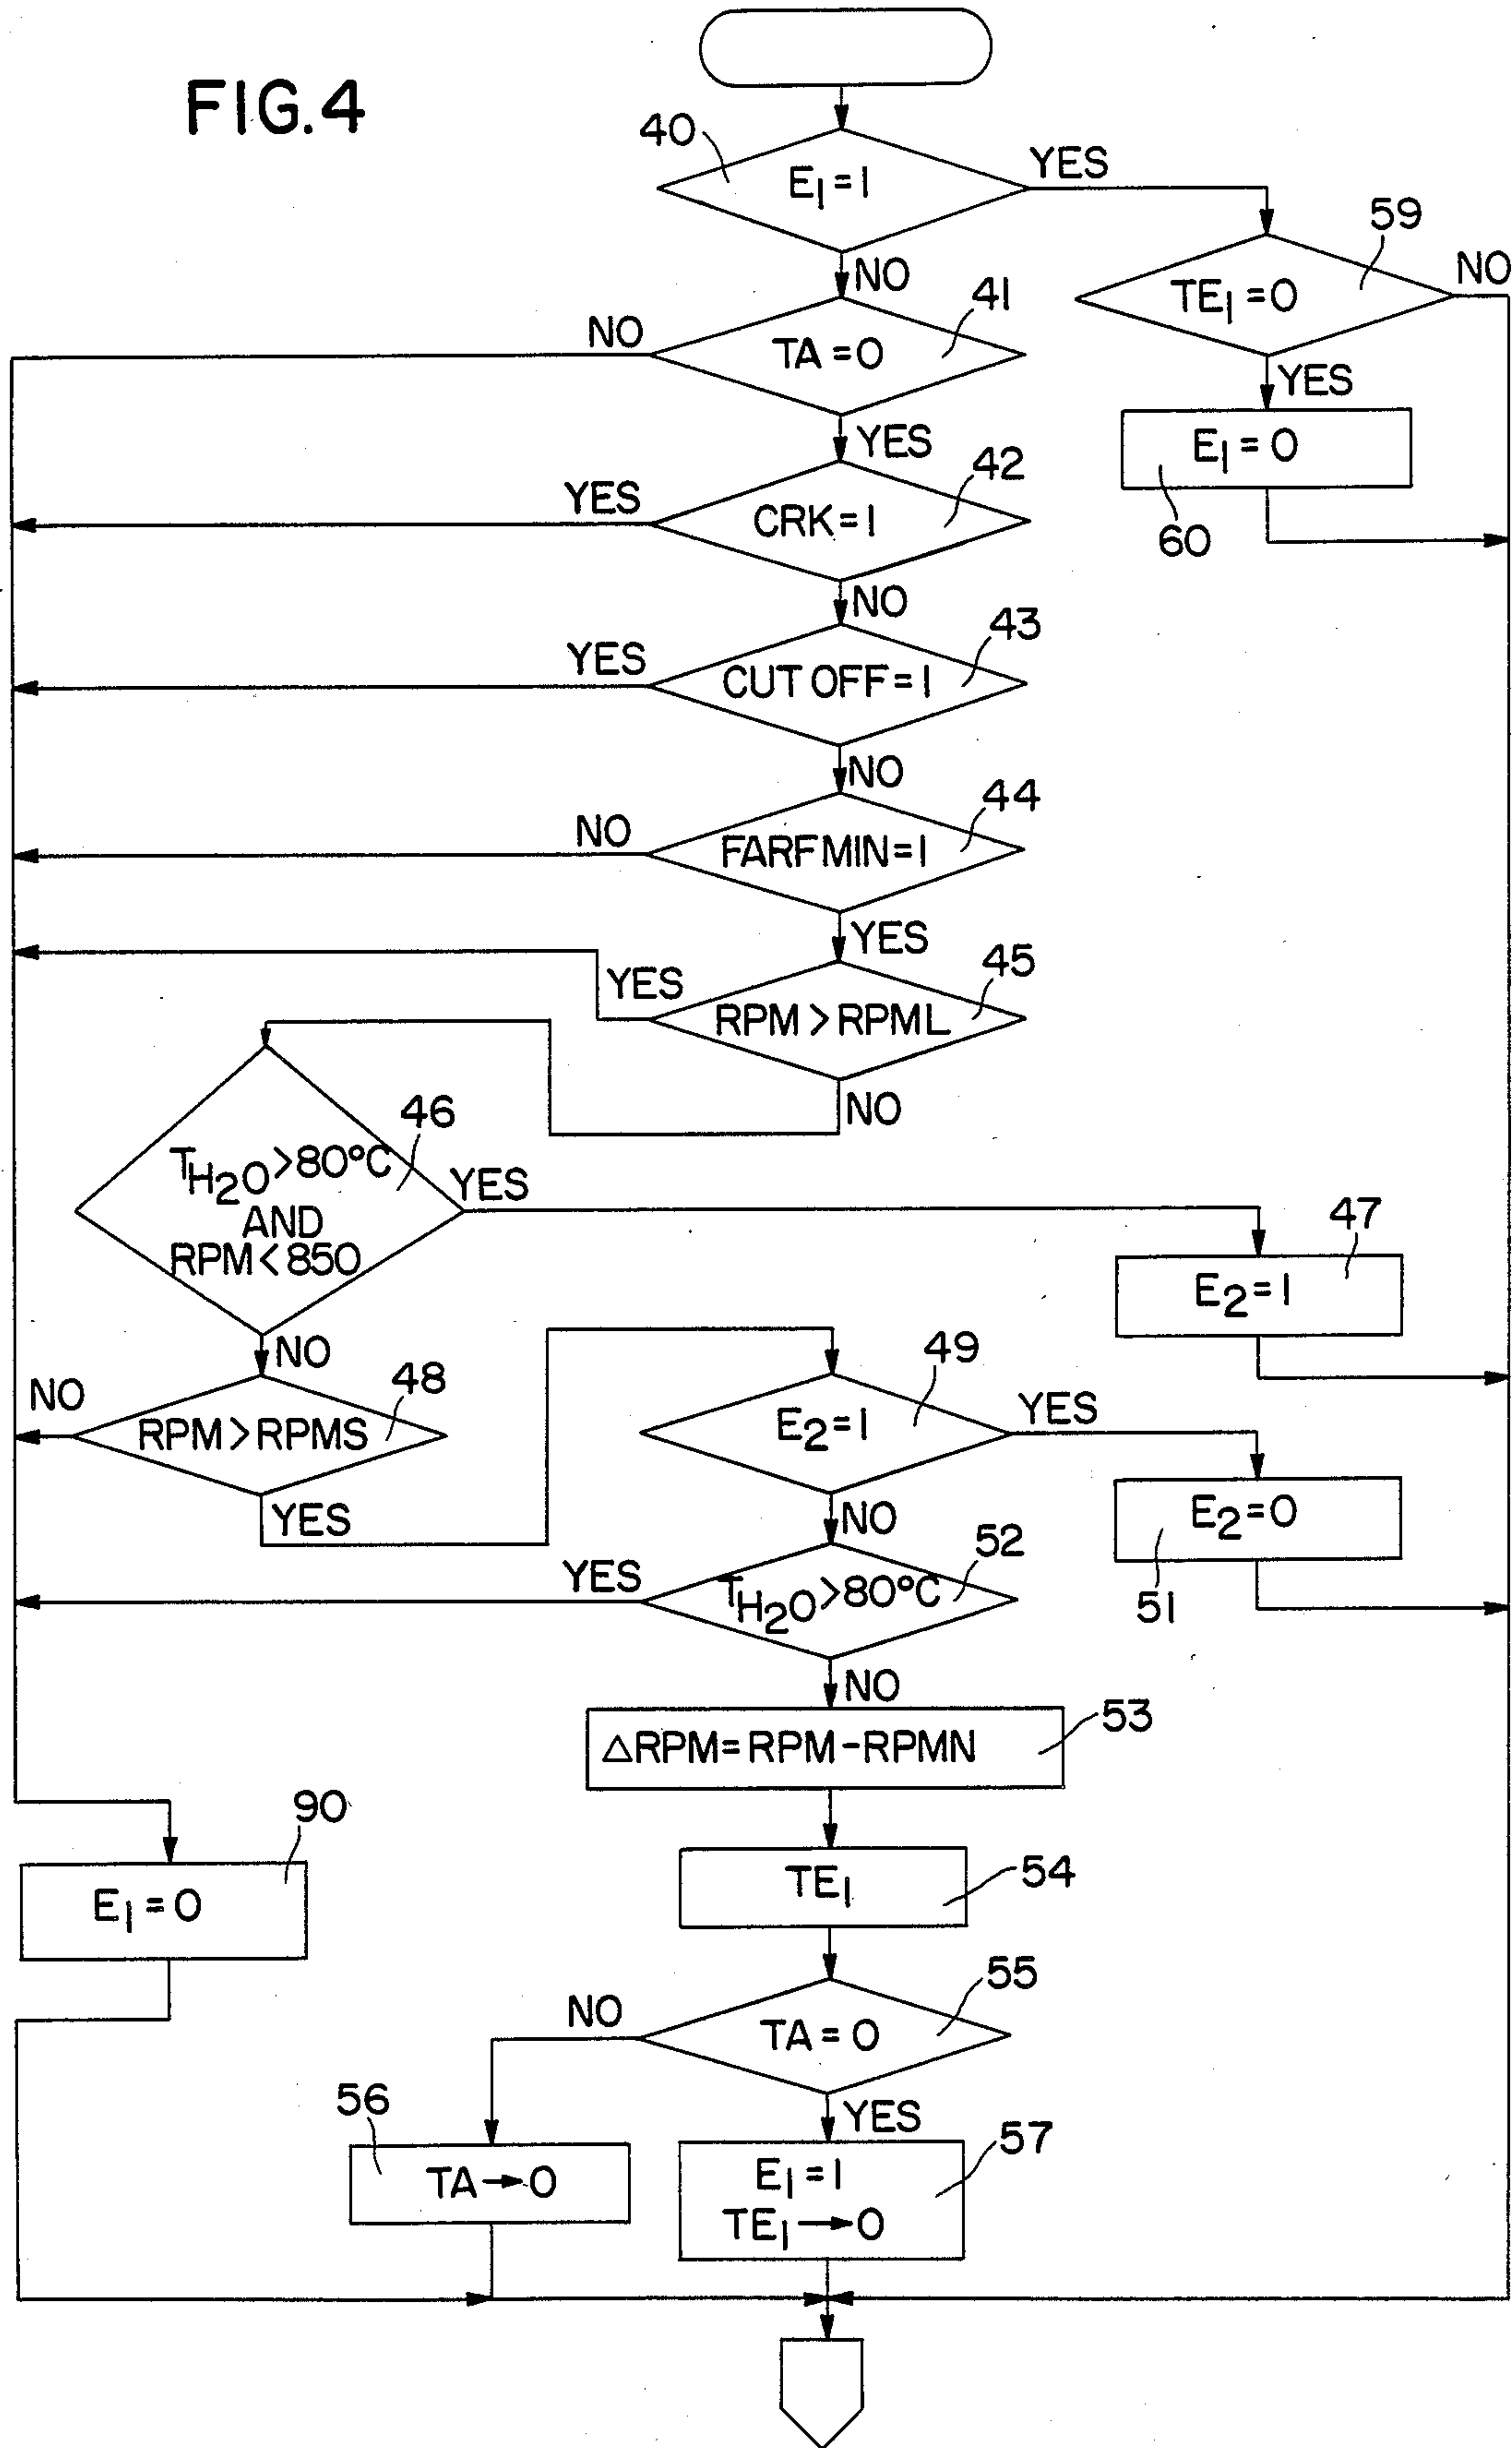 FIG.4
40
E1=1
YES
59
NO
TE1=0
NO
41
NO
TA=0
YES
E1=0
60
YES
42
YES
CRK=1
NO
43
YES
CUT OFF=1
NO
44
NO
FARFMIN=1
YES
45
YES
RPM>RPML
NO
46
TH2O>80°C
AND
RPM<850
YES
47
E2=1
NO
48
NO
RPM>RPMS
YES
49
E2=1
YES
E2=0
51
NO
52
YES
TH2O>80°C
NO
53
△RPM=RPM-RPMN
90
E1=0
54
TE1
55
NO
TA=0
YES
56
TA→0
57
E1=1
TE1→0